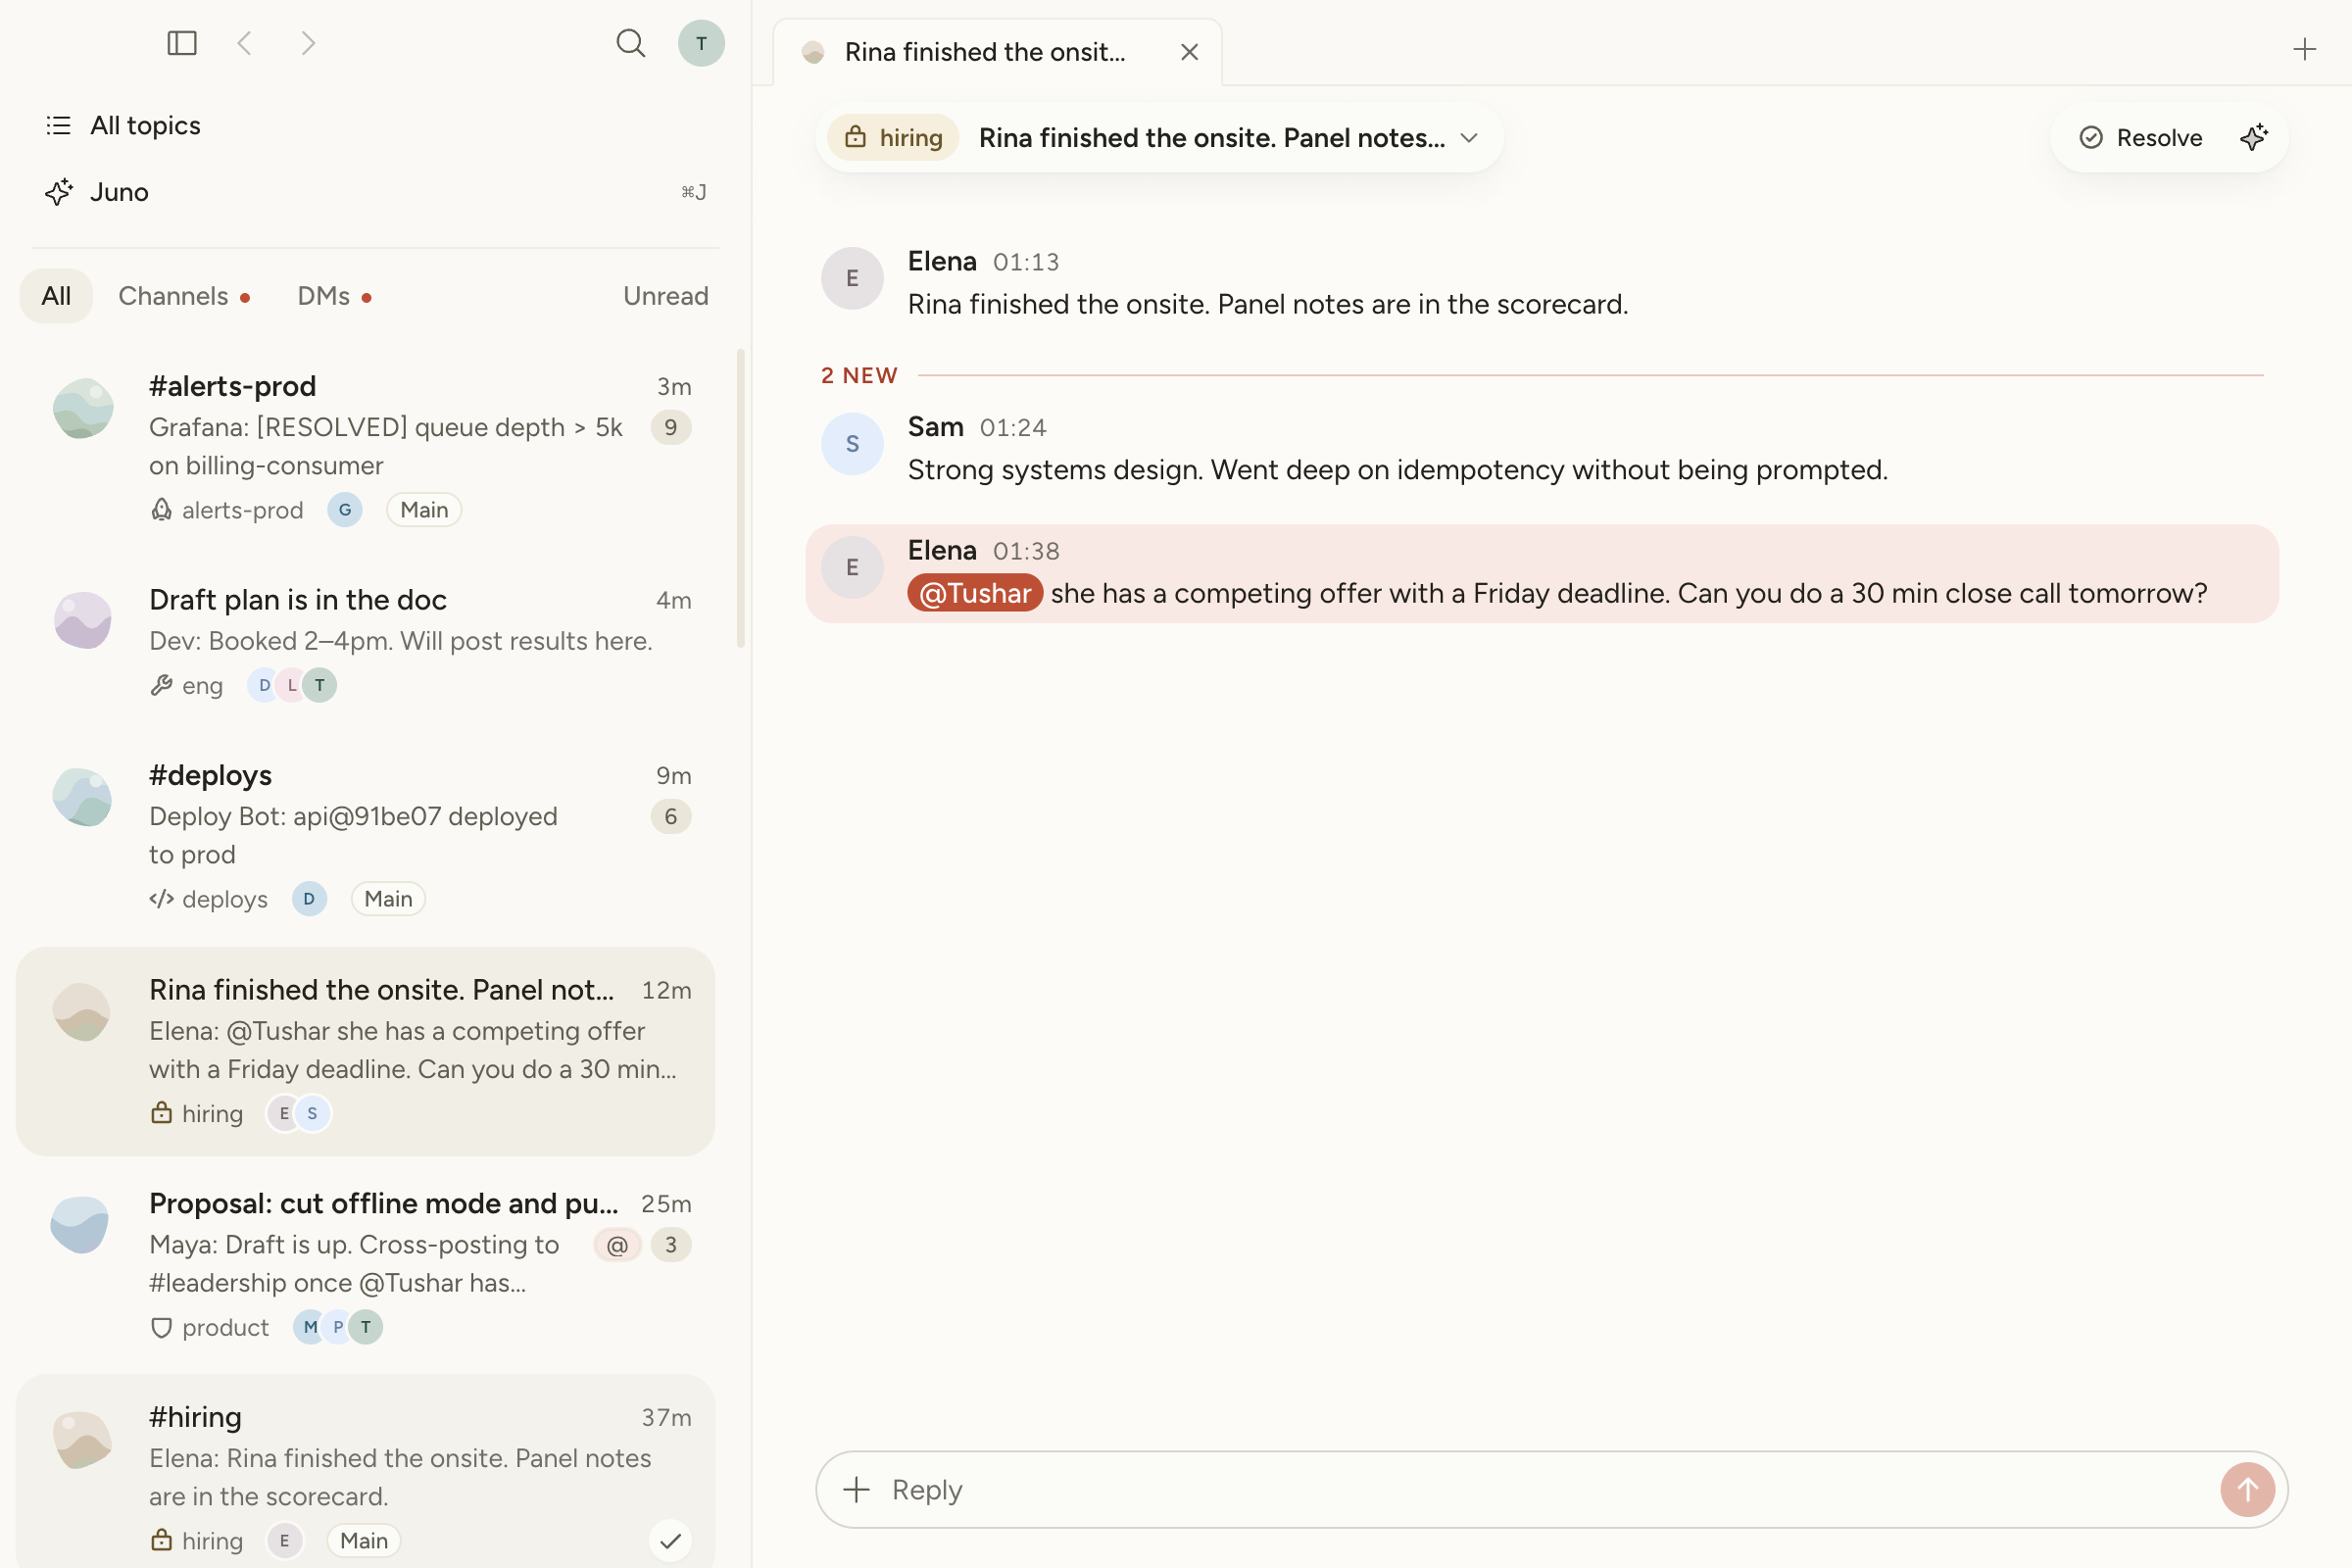 T
All topics
Juno ⌘J
All Channels DMs Unread
#alerts-prod 3m
Grafana: [RESOLVED] queue depth > 5k 9
on billing-consumer
alerts-prod G Main
Draft plan is in the doc 4m
Dev: Booked 2–4pm. Will post results here.
eng D L T
#deploys 9m
Deploy Bot: api@91be07 deployed 6
to prod
deploys D Main
Rina finished the onsite. Panel not... 12m
Elena: @Tushar she has a competing offer
with a Friday deadline. Can you do a 30 min...
hiring E S
Proposal: cut offline mode and pu... 25m
Maya: Draft is up. Cross-posting to @ 3
#leadership once @Tushar has...
product M P T
#hiring 37m
Elena: Rina finished the onsite. Panel notes
are in the scorecard.
hiring E Main
Rina finished the onsit...
hiring Rina finished the onsite. Panel notes... Resolve
E Elena 01:13
Rina finished the onsite. Panel notes are in the scorecard.
2 NEW
S Sam 01:24
Strong systems design. Went deep on idempotency without being prompted.
E Elena 01:38
@Tushar she has a competing offer with a Friday deadline. Can you do a 30 min close call tomorrow?
Reply